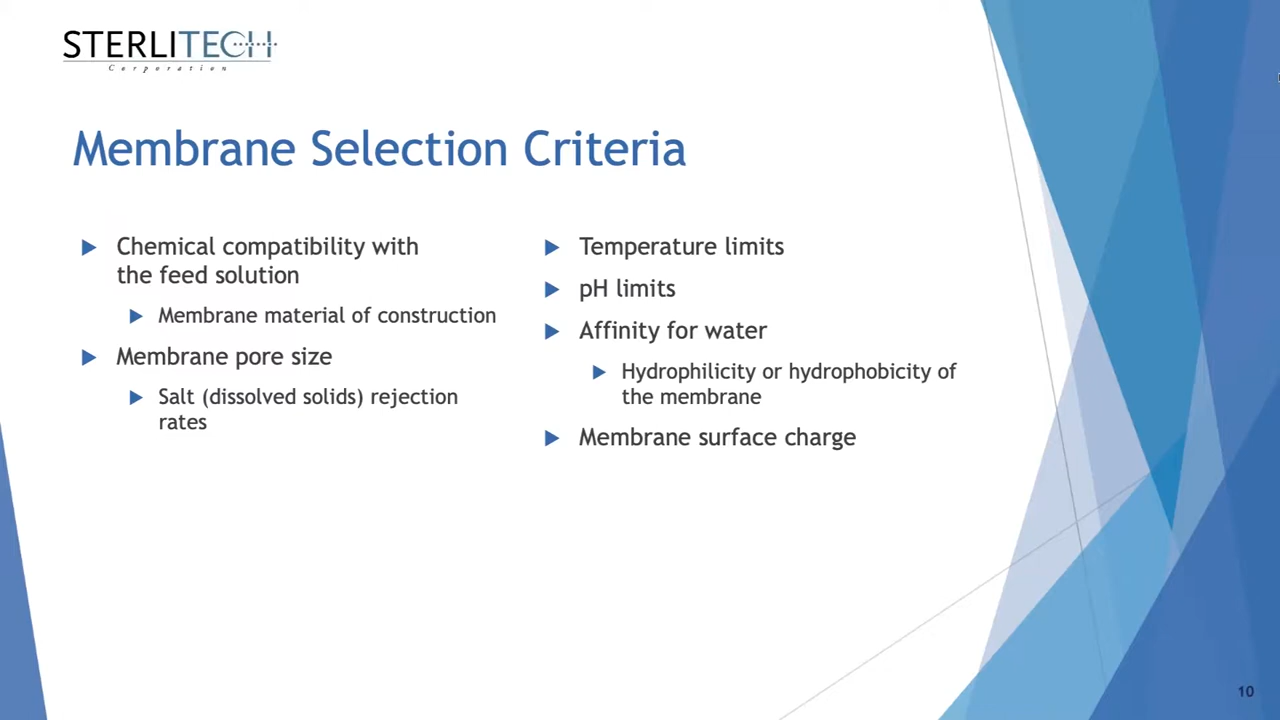 STERLITECH
Corporation
Membrane Selection Criteria
Chemical compatibility with
the feed solution
Membrane material of construction
Membrane pore size
Salt (dissolved solids) rejection
rates
Temperature limits
pH limits
Affinity for water
Hydrophilicity or hydrophobicity of
the membrane
Membrane surface charge
10